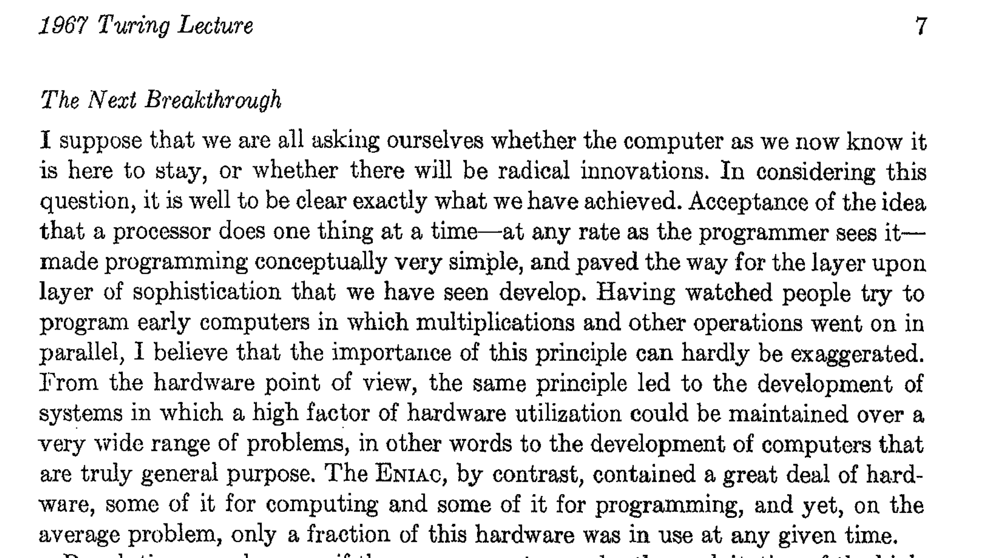 1967 Turing Lecture 7
The Next Breakthrough
I suppose that we are all asking ourselves whether the computer as we now know it
is here to stay, or whether there will be radical innovations. In considering this
question, it is well to be clear exactly what we have achieved. Acceptance of the idea
that a processor does one thing at a time—at any rate as the programmer sees it—
made programming conceptually very simple, and paved the way for the layer upon
layer of sophistication that we have seen develop. Having watched people try to
program early computers in which multiplications and other operations went on in
parallel, I believe that the importance of this principle can hardly be exaggerated.
From the hardware point of view, the same principle led to the development of
systems in which a high factor of hardware utilization could be maintained over a
very wide range of problems, in other words to the development of computers that
are truly general purpose. The ENIAC, by contrast, contained a great deal of hard-
ware, some of it for computing and some of it for programming, and yet, on the
average problem, only a fraction of this hardware was in use at any given time.